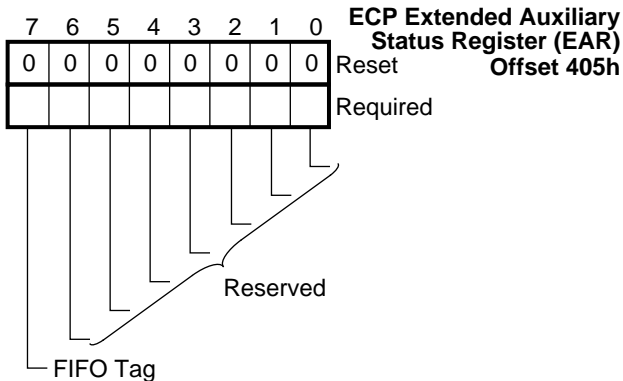 7 6 5 4 3 2 1 0
ECP Extended Auxiliary
Status Register (EAR)
Offset 405h
0 0 0 0 0 0 0 0 Reset
Required
Reserved
FIFO Tag